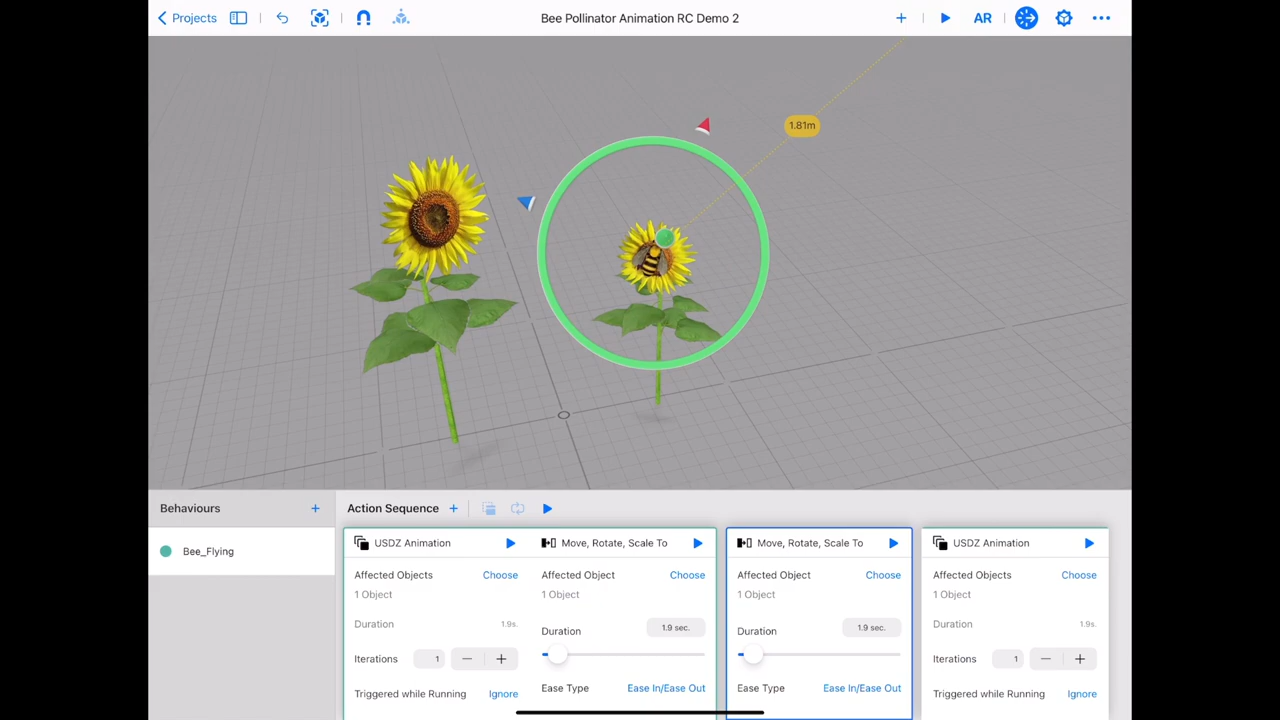 Projects
Bee Pollinator Animation RC Demo 2
AR
1.81m
Behaviours
Action Sequence
Bee_Flying
USDZ Animation
Affected Objects Choose
1 Object
Duration 1.9s.
Iterations 1
Triggered while Running Ignore
Move, Rotate, Scale To
Affected Object Choose
1 Object
Duration 1.9 sec.
Ease Type Ease In/Ease Out
Move, Rotate, Scale To
Affected Object Choose
1 Object
Duration 1.9 sec.
Ease Type Ease In/Ease Out
USDZ Animation
Affected Objects Choose
1 Object
Duration 1.9s.
Iterations 1
Triggered while Running Ignore